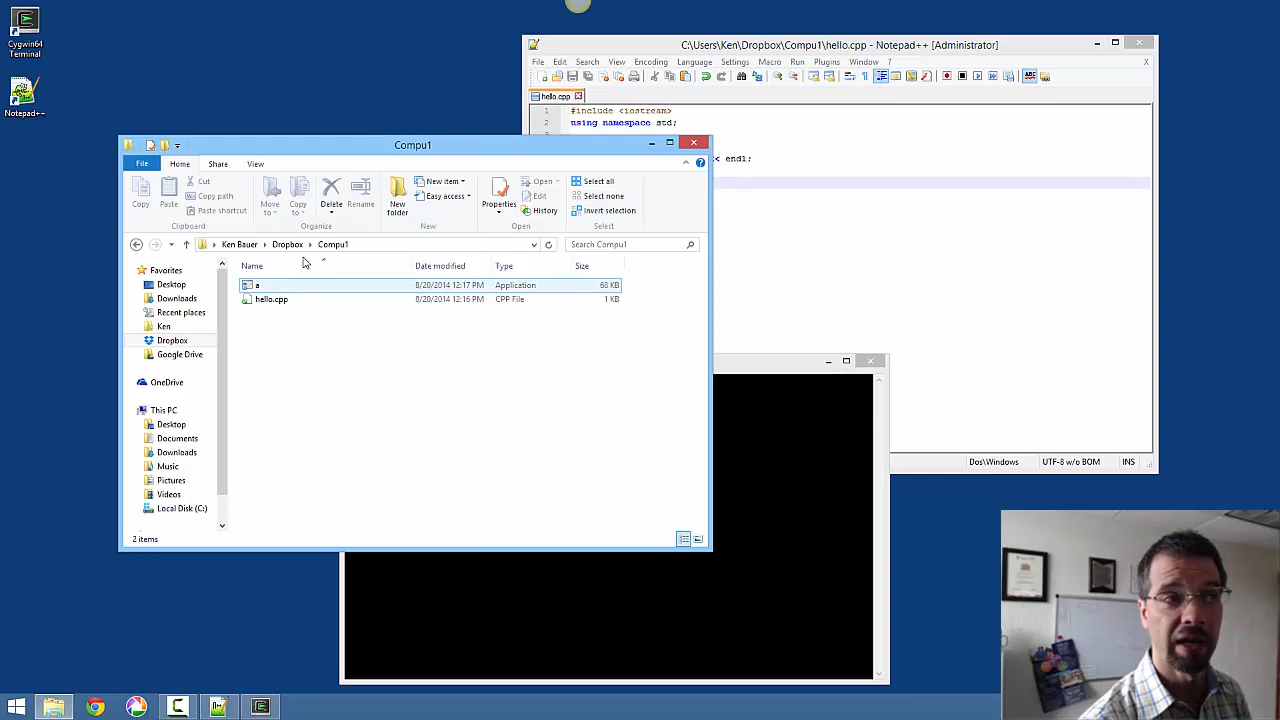 Cygwin64
Terminal
Notepad++
C:\Users\Ken\Dropbox\Compu1\hello.cpp - Notepad++ [Administrator]
File Edit Search View Encoding Language Settings Macro Run Plugins Window ?
X
ABC
hello.cpp
1 #include <iostream>
2 using namespace std;
< endl;
Dos\Windows UTF-8 w/o BOM INS
Compu1
File Home Share View
Copy
Paste
Cut
Copy path
Paste shortcut
Clipboard
Move to
Copy to
Delete
Rename
Organize
New folder
New item
Easy access
New
Properties
Open
Edit
History
Open
Select all
Select none
Invert selection
Select
Ken Bauer Dropbox Compu1
Search Compu1
Name Date modified Type Size
a 8/20/2014 12:17 PM Application 68 KB
hello.cpp 8/20/2014 12:16 PM CPP File 1 KB
Favorites
Desktop
Downloads
Recent places
Ken
Dropbox
Google Drive
OneDrive
This PC
Desktop
Documents
Downloads
Music
Pictures
Videos
Local Disk (C:)
2 items